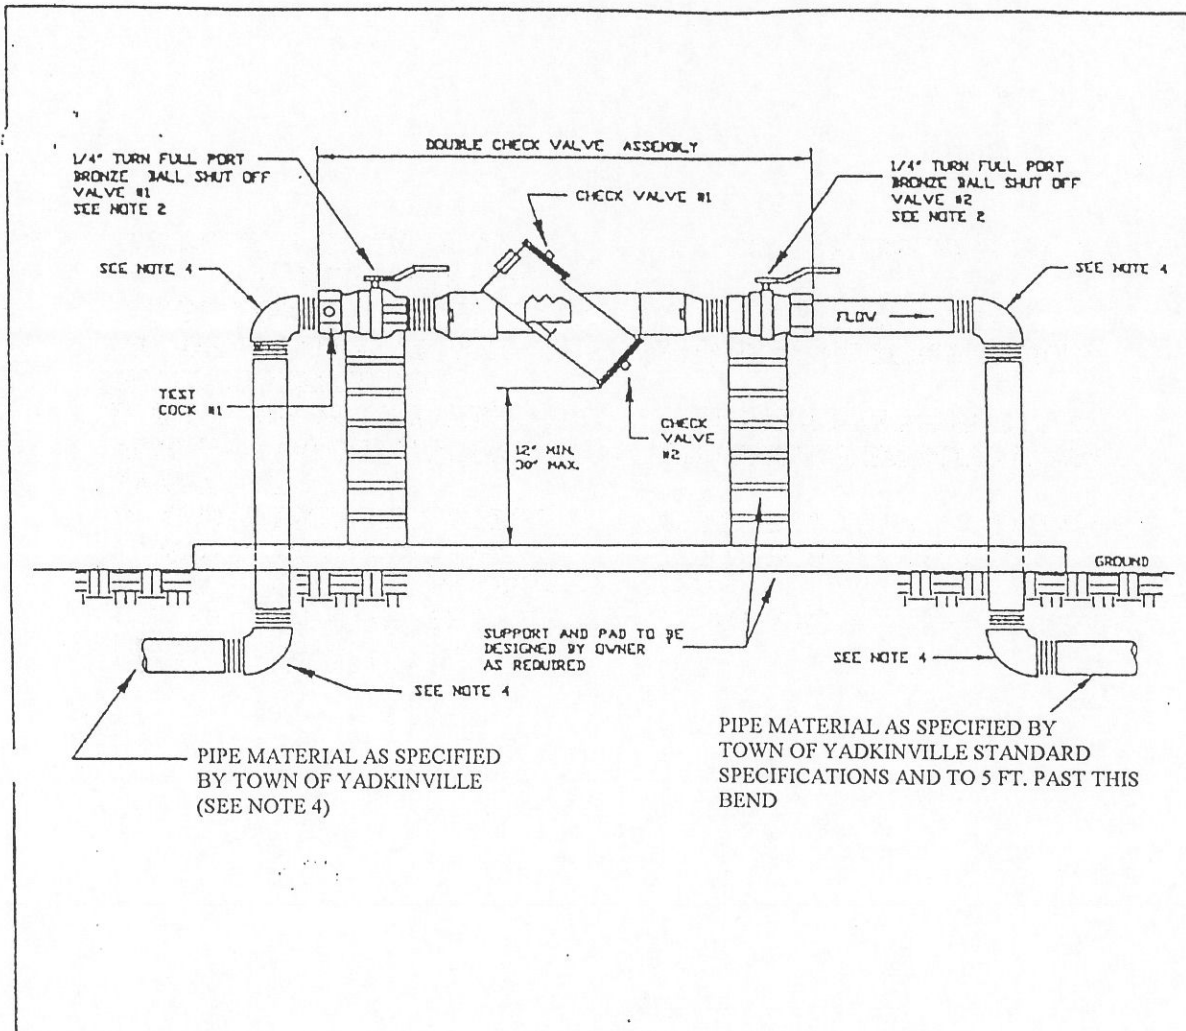 DOUBLE CHECK VALVE ASSEMBLY
1/4" TURN FULL PORT
BRONZE BALL SHUT OFF
VALVE #1
SEE NOTE 2
CHECK VALVE #1
1/4" TURN FULL PORT
BRONZE BALL SHUT OFF
VALVE #2
SEE NOTE 2
SEE NOTE 4
SEE NOTE 4
FLOW
TEST
COCK #1
12" MIN.
30" MAX.
CHECK
VALVE
#2
GROUND
SUPPORT AND PAD TO BE
DESIGNED BY OWNER
AS REQUIRED
SEE NOTE 4
SEE NOTE 4
PIPE MATERIAL AS SPECIFIED
BY TOWN OF YADKINVILLE
(SEE NOTE 4)
PIPE MATERIAL AS SPECIFIED BY
TOWN OF YADKINVILLE STANDARD
SPECIFICATIONS AND TO 5 FT. PAST THIS
BEND